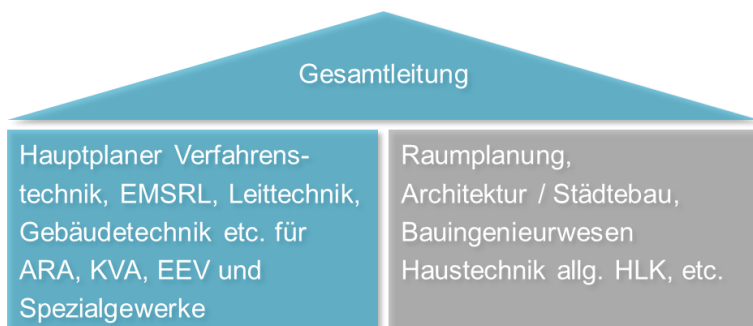 Gesamtleitung
Hauptplaner Verfahrens-
technik, EMSRL, Leittechnik,
Gebäudetechnik etc. für
ARA, KVA, EEV und
Spezialgewerke
Raumplanung,
Architektur / Städtebau,
Bauingenieurwesen
Haustechnik allg. HLK, etc.